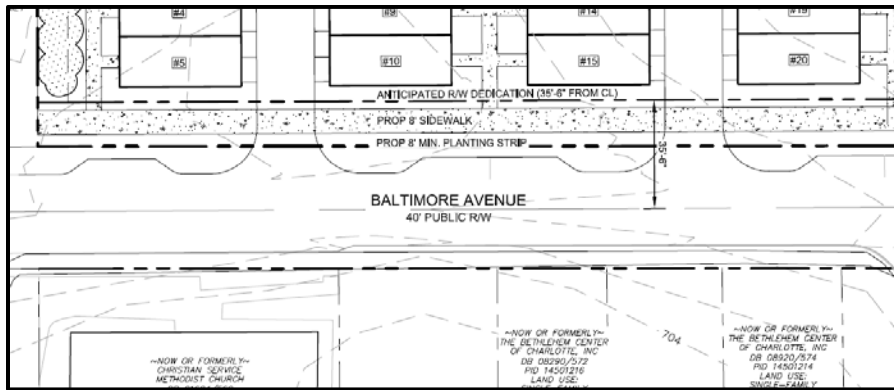 #4
#9
#14
#19
#5
#10
#15
#20
ANTICIPATED R/W DEDICATION (35'-6" FROM CL)
PROP 8' SIDEWALK
PROP 8' MIN. PLANTING STRIP
35'-6"
BALTIMORE AVENUE
40' PUBLIC R/W
704
~NOW OR FORMERLY~
CHRISTIAN SERVICE
METHODIST CHURCH
~NOW OR FORMERLY~
THE BETHLEHEM CENTER
OF CHARLOTTE, INC
DB 08290/572
PID 14501216
LAND USE:
SINGLE-FAMILY
~NOW OR FORMERLY~
THE BETHLEHEM CENTER
OF CHARLOTTE, INC
DB 08920/574
PID 14501214
LAND USE:
SINGLE-FAMILY